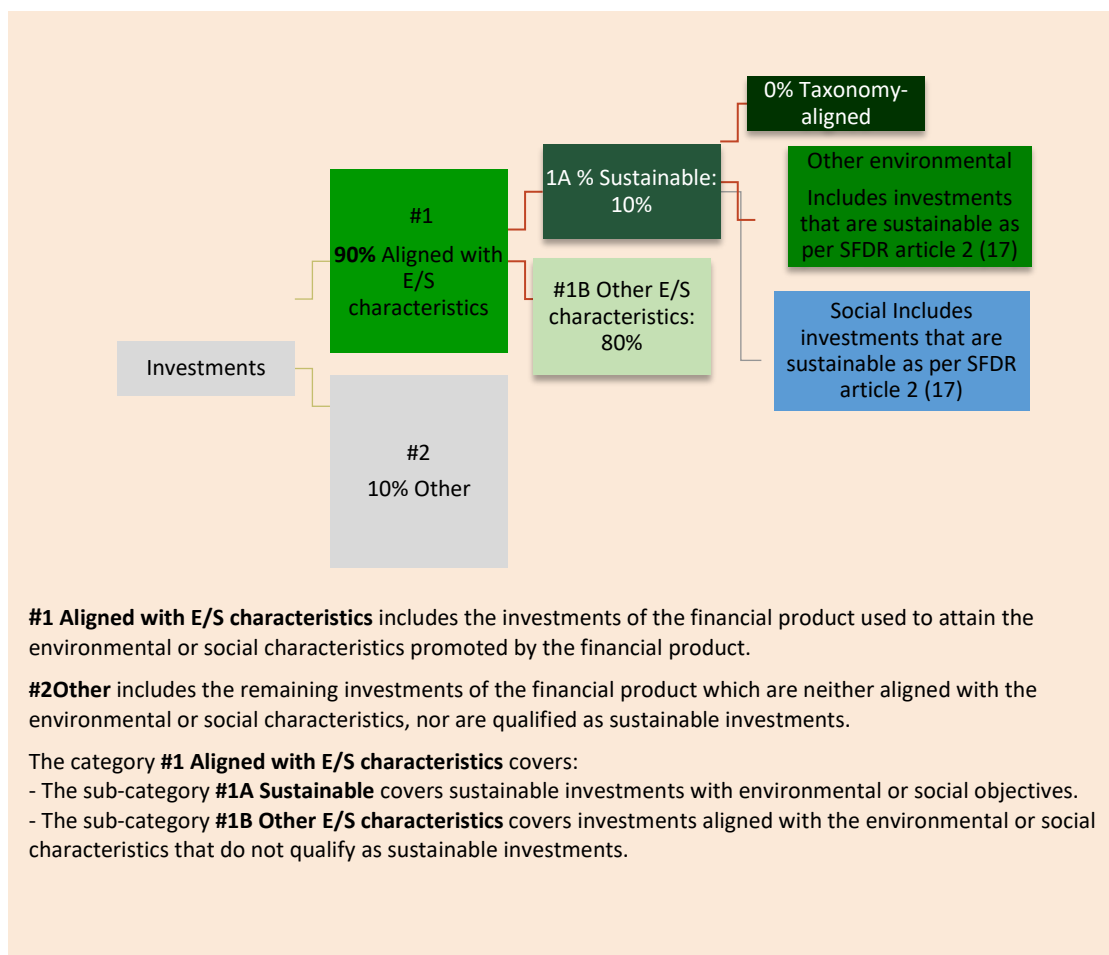 0% Taxonomy-
aligned
Other environmental
Includes investments
that are sustainable as
per SFDR article 2 (17)
1A % Sustainable:
10%
#1
90% Aligned with
E/S
characteristics
#1B Other E/S
characteristics:
80%
Social Includes
investments that are
sustainable as per SFDR
article 2 (17)
Investments
#2
10% Other
#1 Aligned with E/S characteristics includes the investments of the financial product used to attain the
environmental or social characteristics promoted by the financial product.
#2Other includes the remaining investments of the financial product which are neither aligned with the
environmental or social characteristics, nor are qualified as sustainable investments.
The category #1 Aligned with E/S characteristics covers:
- The sub-category #1A Sustainable covers sustainable investments with environmental or social objectives.
- The sub-category #1B Other E/S characteristics covers investments aligned with the environmental or social
characteristics that do not qualify as sustainable investments.